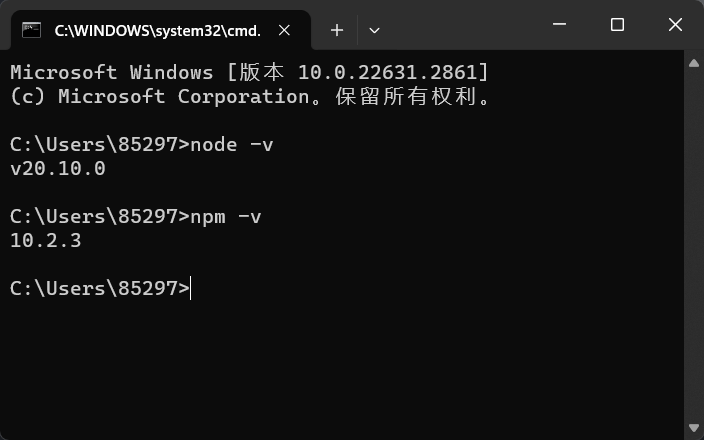 C:\WINDOWS\system32\cmd.
Microsoft Windows [版本 10.0.22631.2861]
(c) Microsoft Corporation。保留所有权利。
C:\Users\85297>node -v
v20.10.0
C:\Users\85297>npm -v
10.2.3
C:\Users\85297>